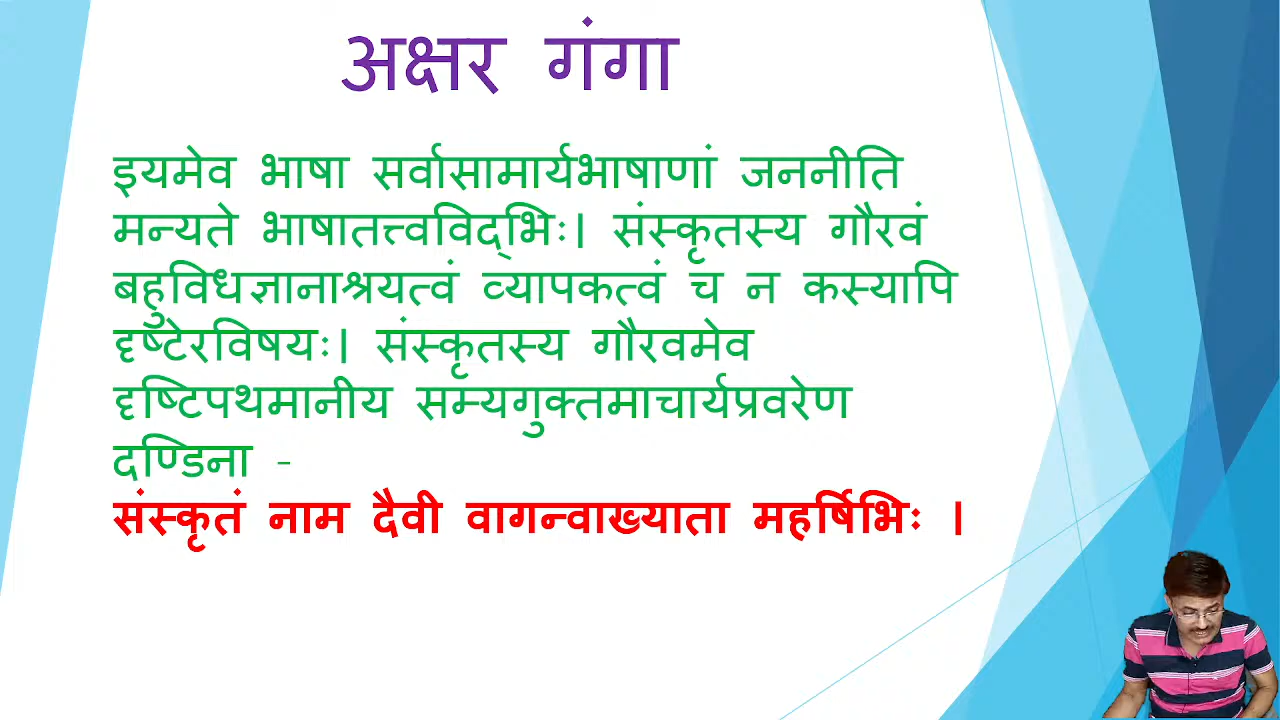 अक्षर गंगा
इयमेव भाषा सर्वासामार्यभाषाणां जननीति
मन्यते भाषातत्त्वविद्भिः। संस्कृतस्य गौरवं
बहुविधज्ञानाश्रयत्वं व्यापकत्वं च न कस्यापि
दृष्टेरविषयः। संस्कृतस्य गौरवमेव
दृष्टिपथमानीय सम्यगुक्तमाचार्यप्रवरेण
दण्डिना -
संस्कृतं नाम दैवी वागन्वाख्याता महर्षिभिः ।